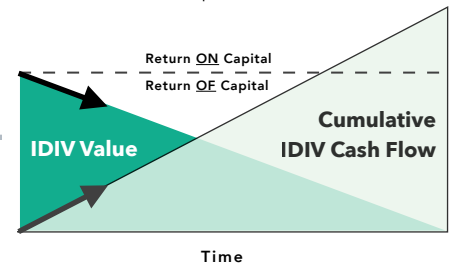 Return ON Capital
Return OF Capital
Cumulative
IDIV Value
IDIV Cash Flow
Time